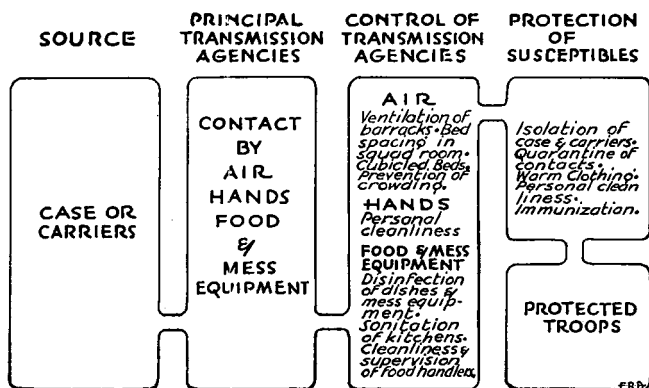 SOURCE
PRINCIPAL
TRANSMISSION
AGENCIES
CONTROL OF
TRANSMISSION
AGENCIES
PROTECTION
OF
SUSCEPTIBLES
CASE OR
CARRIERS
CONTACT
BY
AIR
HANDS
FOOD
&
MESS
EQUIPMENT
AIR
Ventilation of
barracks. Bed
spacing in
squad room.
Cubicled Beds.
Prevention of
crowding.
HANDS
Personal
cleanliness
FOOD & MESS
EQUIPMENT
Disinfection
of dishes &
mess equip-
ment.
Sanitation
of kitchens.
Cleanliness &
supervision
of food handlers.
Isolation of
case & carriers.
Quarantine of
contacts.
Warm Clothing.
Personal clean
liness.
Immunization.
PROTECTED
TROOPS